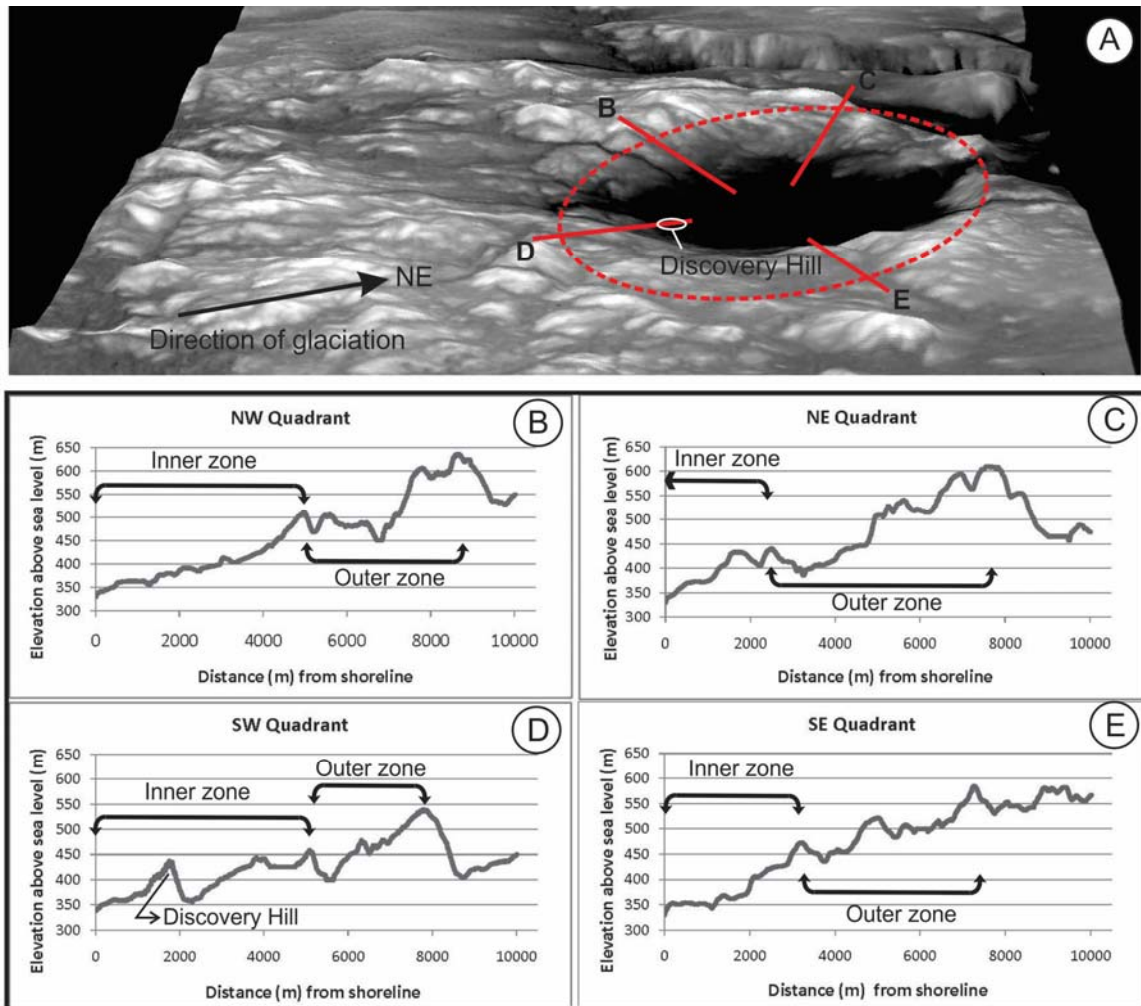 A
B
C
D
E
Discovery Hill
NE
Direction of glaciation
NW Quadrant
B
Elevation above sea level (m)
650
600
550
500
450
400
350
300
Inner zone
Outer zone
0 2000 4000 6000 8000 10000
Distance (m) from shoreline
NE Quadrant
C
Elevation above sea level (m)
650
600
550
500
450
400
350
300
Inner zone
Outer zone
0 2000 4000 6000 8000 10000
Distance (m) from shoreline
SW Quadrant
D
Elevation above sea level (m)
650
600
550
500
450
400
350
300
Outer zone
Inner zone
Discovery Hill
0 2000 4000 6000 8000 10000
Distance (m) from shoreline
SE Quadrant
E
Elevation above sea level (m)
650
600
550
500
450
400
350
300
Inner zone
Outer zone
0 2000 4000 6000 8000 10000
Distance (m) from shoreline